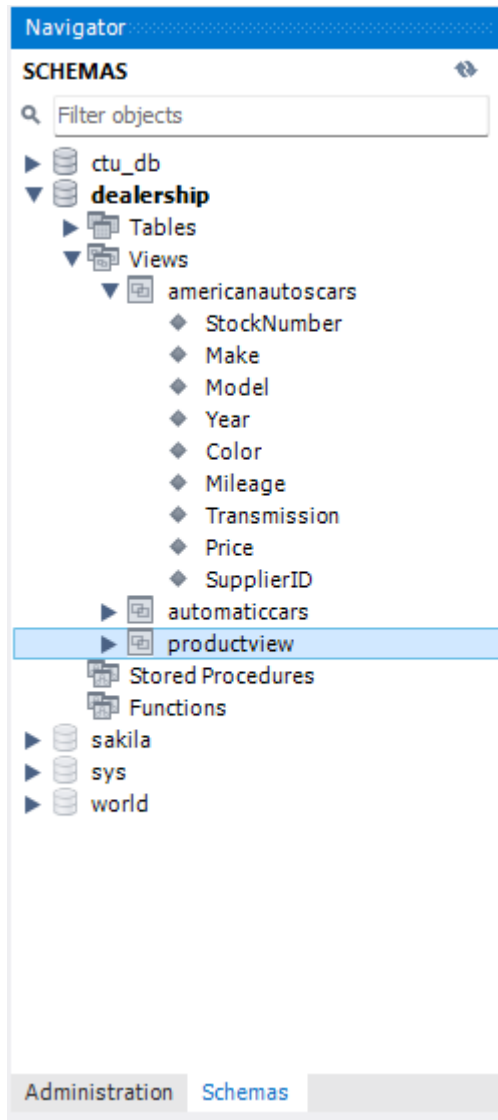 Navigator
SCHEMAS
Filter objects
ctu_db
dealership
Tables
Views
americanautoscars
StockNumber
Make
Model
Year
Color
Mileage
Transmission
Price
SupplierID
automaticcars
productview
Stored Procedures
Functions
sakila
sys
world
Administration Schemas